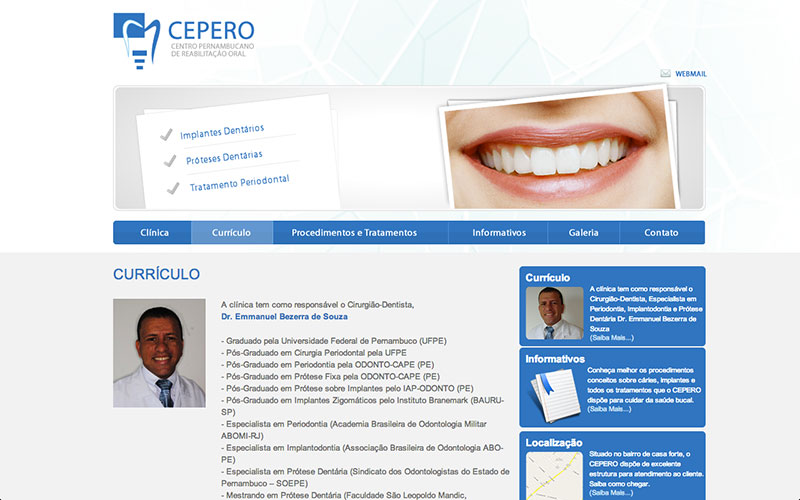 CEPERO
CENTRO PERNAMBUCANO
DE REABILITAÇÃO ORAL
WEBMAIL
Implantes Dentários
Próteses Dentárias
Tratamento Periodontal
Clínica
Currículo
Procedimentos e Tratamentos
Informativos
Galeria
Contato
CURRÍCULO
A clínica tem como responsável o Cirurgião-Dentista,
Dr. Emmanuel Bezerra de Souza
- Graduado pela Universidade Federal de Pernambuco (UFPE)
- Pós-Graduado em Cirurgia Periodontal pela UFPE
- Pós-Graduado em Periodontia pela ODONTO-CAPE (PE)
- Pós-Graduado em Prótese Fixa pela ODONTO-CAPE (PE)
- Pós-Graduado em Prótese sobre Implantes pelo IAP-ODONTO (PE)
- Pós-Graduado em Implantes Zigomáticos pelo Instituto Branemark (BAURU-
SP)
- Especialista em Periodontia (Academia Brasileira de Odontologia Militar
ABOMI-RJ)
- Especialista em Implantodontia (Associação Brasileira de Odontologia ABO-
PE)
- Especialista em Prótese Dentária (Sindicato dos Odontologistas do Estado de
Pernambuco – SOEPE)
- Mestrando em Prótese Dentária (Faculdade São Leopoldo Mandic,
Currículo
A clínica tem como responsável o
Cirurgião-Dentista, Especialista em
Periodontia, Implantodontia e Prótese
Dentária Dr. Emmanuel Bezerra de
Souza
(Saiba Mais...)
Informativos
Conheça melhor os procedimentos
conceitos sobre cáries, implantes e
todos os tratamentos que o CEPERO
dispõe para cuidar da saúde bucal.
(Saiba Mais...)
Localização
Situado no bairro de casa forte, o
CEPERO dispõe de excelente
estrutura para atendimento ao cliente.
Saiba como chegar.
(Saiba Mais...)